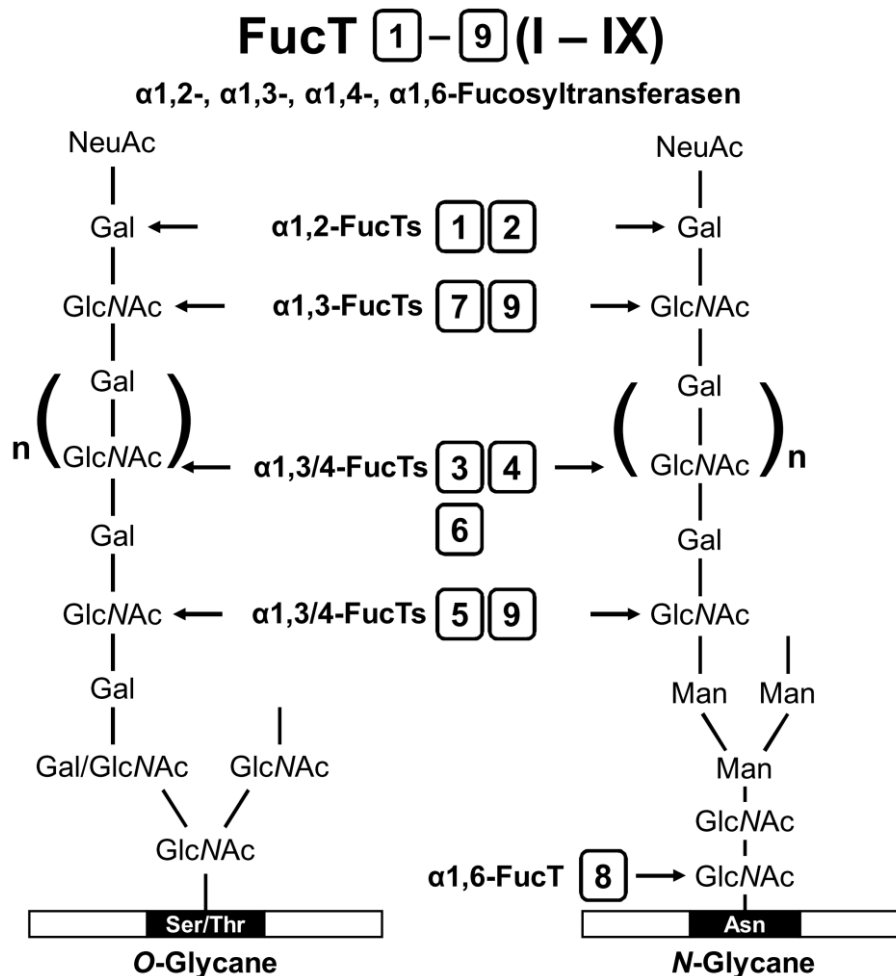 FucT 1 – 9 (I – IX)
α1,2-, α1,3-, α1,4-, α1,6-Fucosyltransferasen
NeuAc NeuAc
Gal α1,2-FucTs 1 2 Gal
GlcNAc α1,3-FucTs 7 9 GlcNAc
Gal Gal
n ( GlcNAc ) α1,3/4-FucTs 3 4 ( GlcNAc ) n
6
Gal Gal
GlcNAc α1,3/4-FucTs 5 9 GlcNAc
Gal Man Man
Gal/GlcNAc GlcNAc Man
GlcNAc
GlcNAc α1,6-FucT 8 GlcNAc
Ser/Thr Asn
O-Glycane N-Glycane